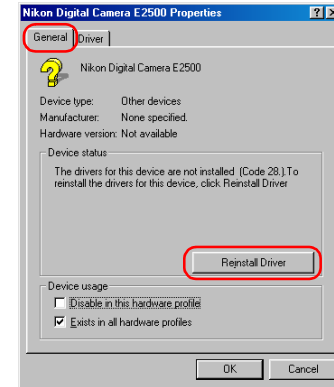 Nikon Digital Camera E2500 Properties
General Driver
Nikon Digital Camera E2500
Device type: Other devices
Manufacturer: None specified.
Hardware version: Not available
Device status
The drivers for this device are not installed (Code 28.).To
reinstall the drivers for this device, click Reinstall Driver
Reinstall Driver
Device usage
Disable in this hardware profile
Exists in all hardware profiles
OK Cancel